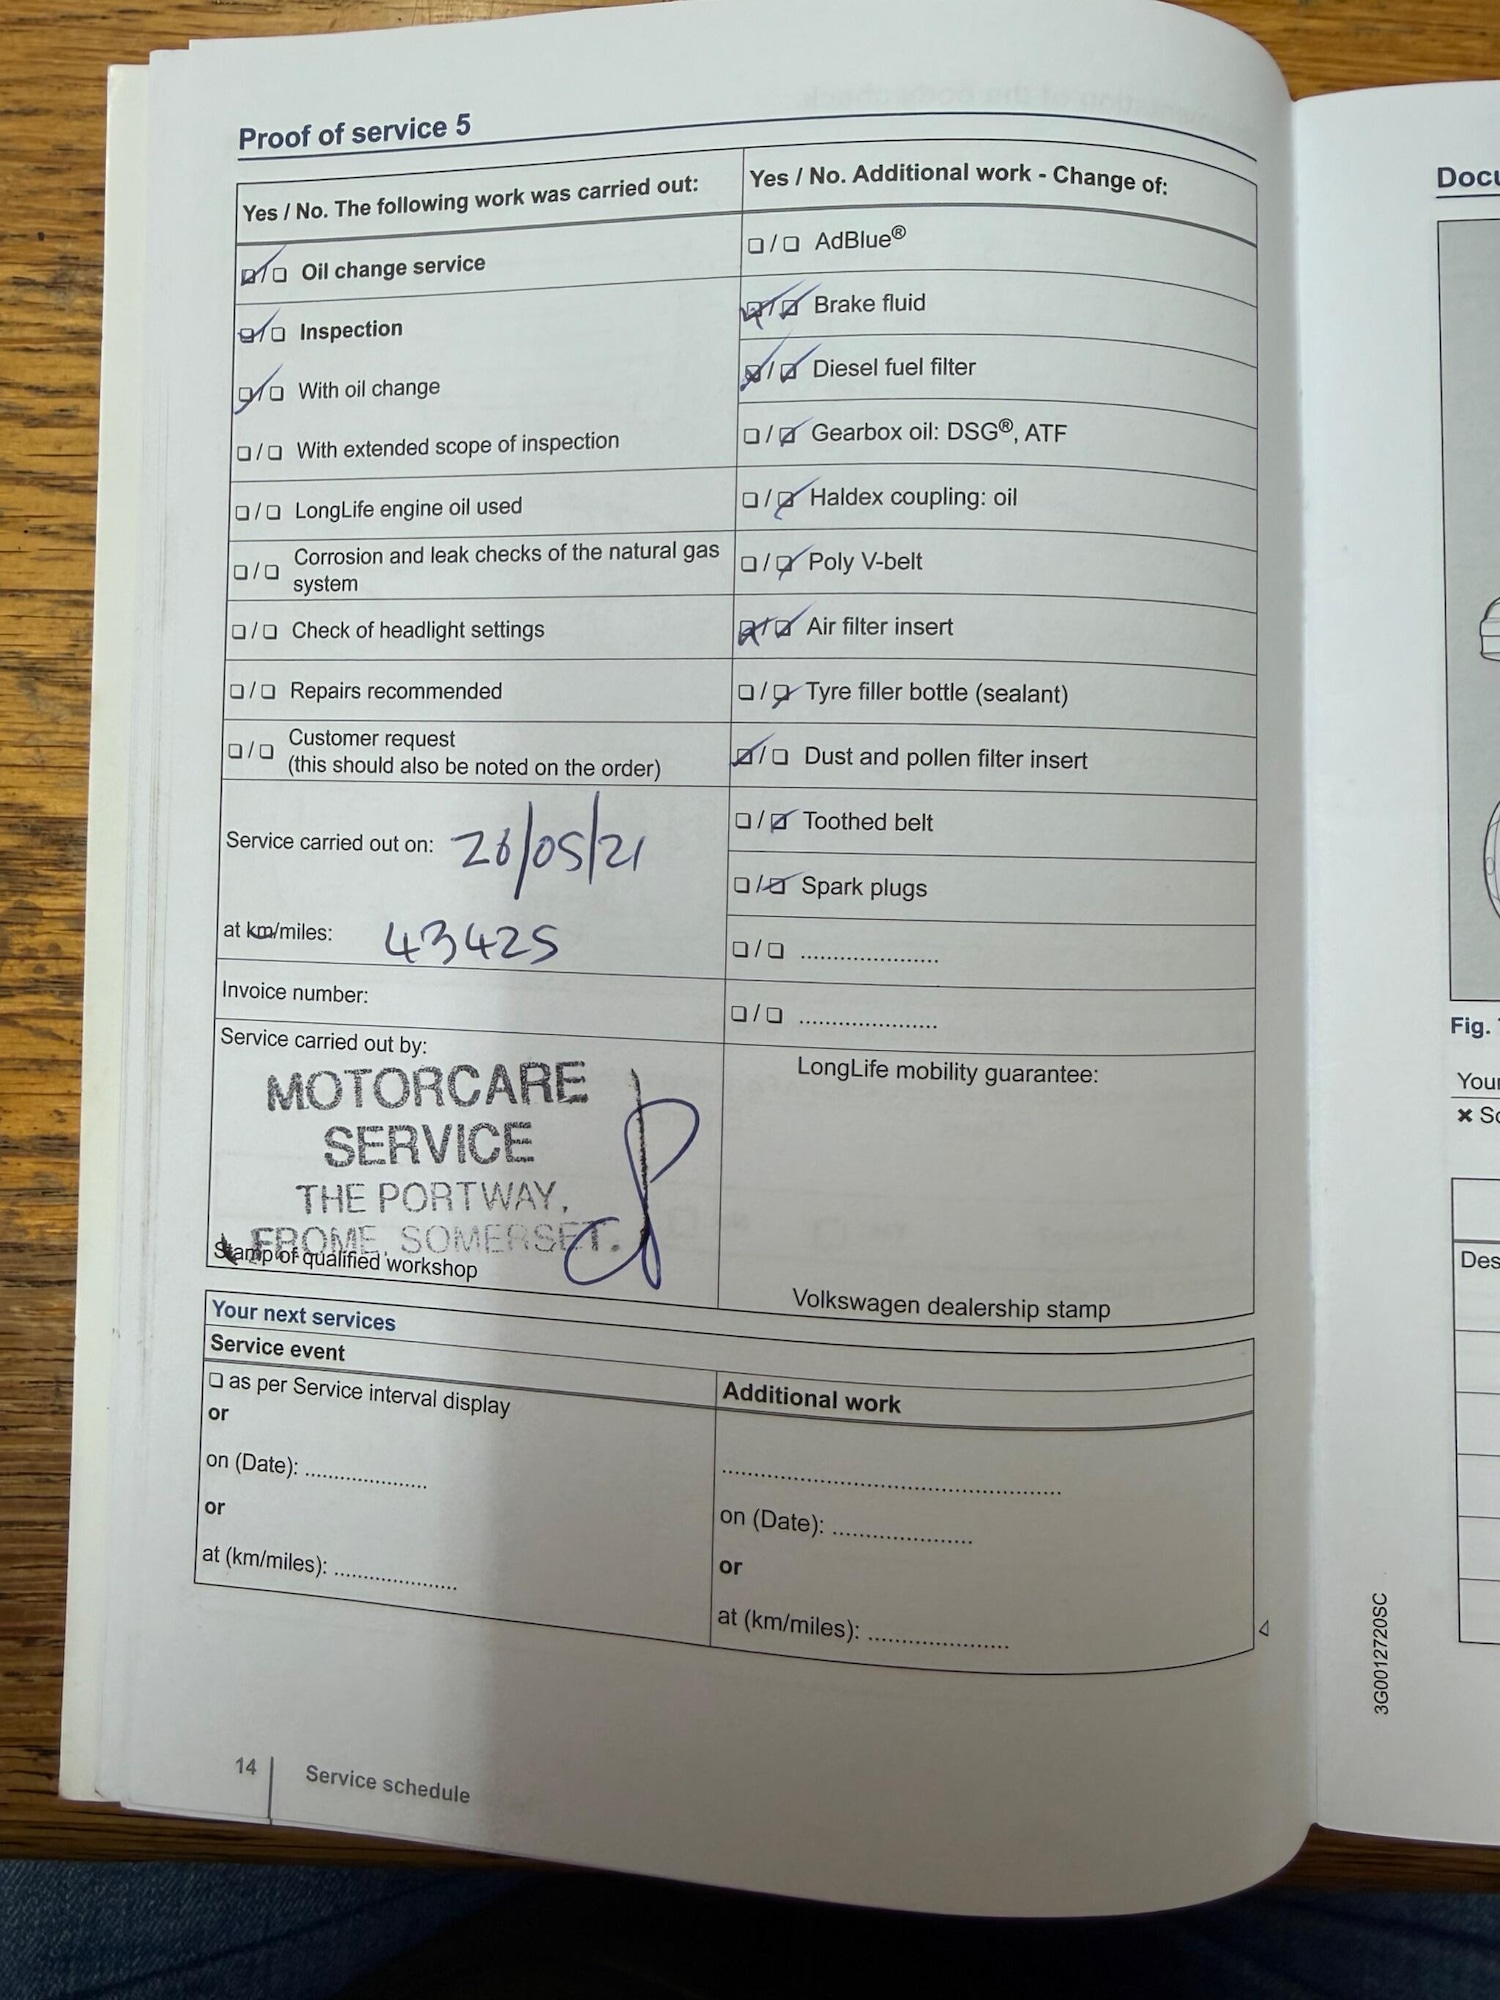 Proof of service 5
Yes / No. The following work was carried out:
❏ / ❏ Oil change service
❏ / ❏ Inspection
❏ / ❏ With oil change
❏ / ❏ With extended scope of inspection
❏ / ❏ LongLife engine oil used
❏ / ❏ Corrosion and leak checks of the natural gas
system
❏ / ❏ Check of headlight settings
❏ / ❏ Repairs recommended
❏ / ❏ Customer request
(this should also be noted on the order)
Service carried out on: 26/05/21
at km/miles: 43425
Invoice number:
Service carried out by:
MOTORCARE
SERVICE
THE PORTWAY,
FROME, SOMERSET.
Stamp of qualified workshop
Yes / No. Additional work - Change of:
❏ / ❏ AdBlue®
❏ / ❏ Brake fluid
❏ / ❏ Diesel fuel filter
❏ / ❏ Gearbox oil: DSG®, ATF
❏ / ❏ Haldex coupling: oil
❏ / ❏ Poly V-belt
❏ / ❏ Air filter insert
❏ / ❏ Tyre filler bottle (sealant)
❏ / ❏ Dust and pollen filter insert
❏ / ❏ Toothed belt
❏ / ❏ Spark plugs
❏ / ❏ .....................
❏ / ❏ .....................
LongLife mobility guarantee:
Volkswagen dealership stamp
Your next services
Service event
❏ as per Service interval display
or
on (Date): ..................
or
at (km/miles): ..................
Additional work
..................................................
on (Date): .....................
or
at (km/miles): .....................
14
Service schedule
3G0012720SC
Fig.